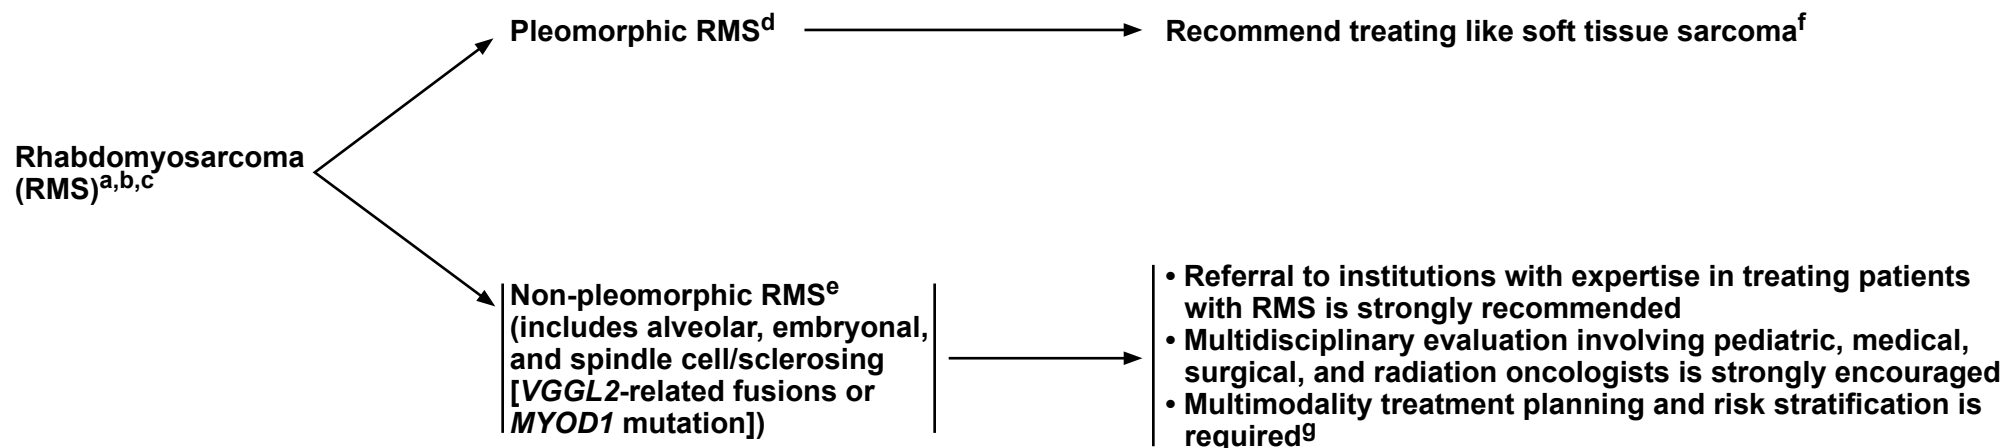 Pleomorphic RMSd
Recommend treating like soft tissue sarcomaf
Rhabdomyosarcoma
(RMS)a,b,c
Non-pleomorphic RMSe
(includes alveolar, embryonal,
and spindle cell/sclerosing
[VGGL2-related fusions or
MYOD1 mutation])
• Referral to institutions with expertise in treating patients
with RMS is strongly recommended
• Multidisciplinary evaluation involving pediatric, medical,
surgical, and radiation oncologists is strongly encouraged
• Multimodality treatment planning and risk stratification is
requiredg